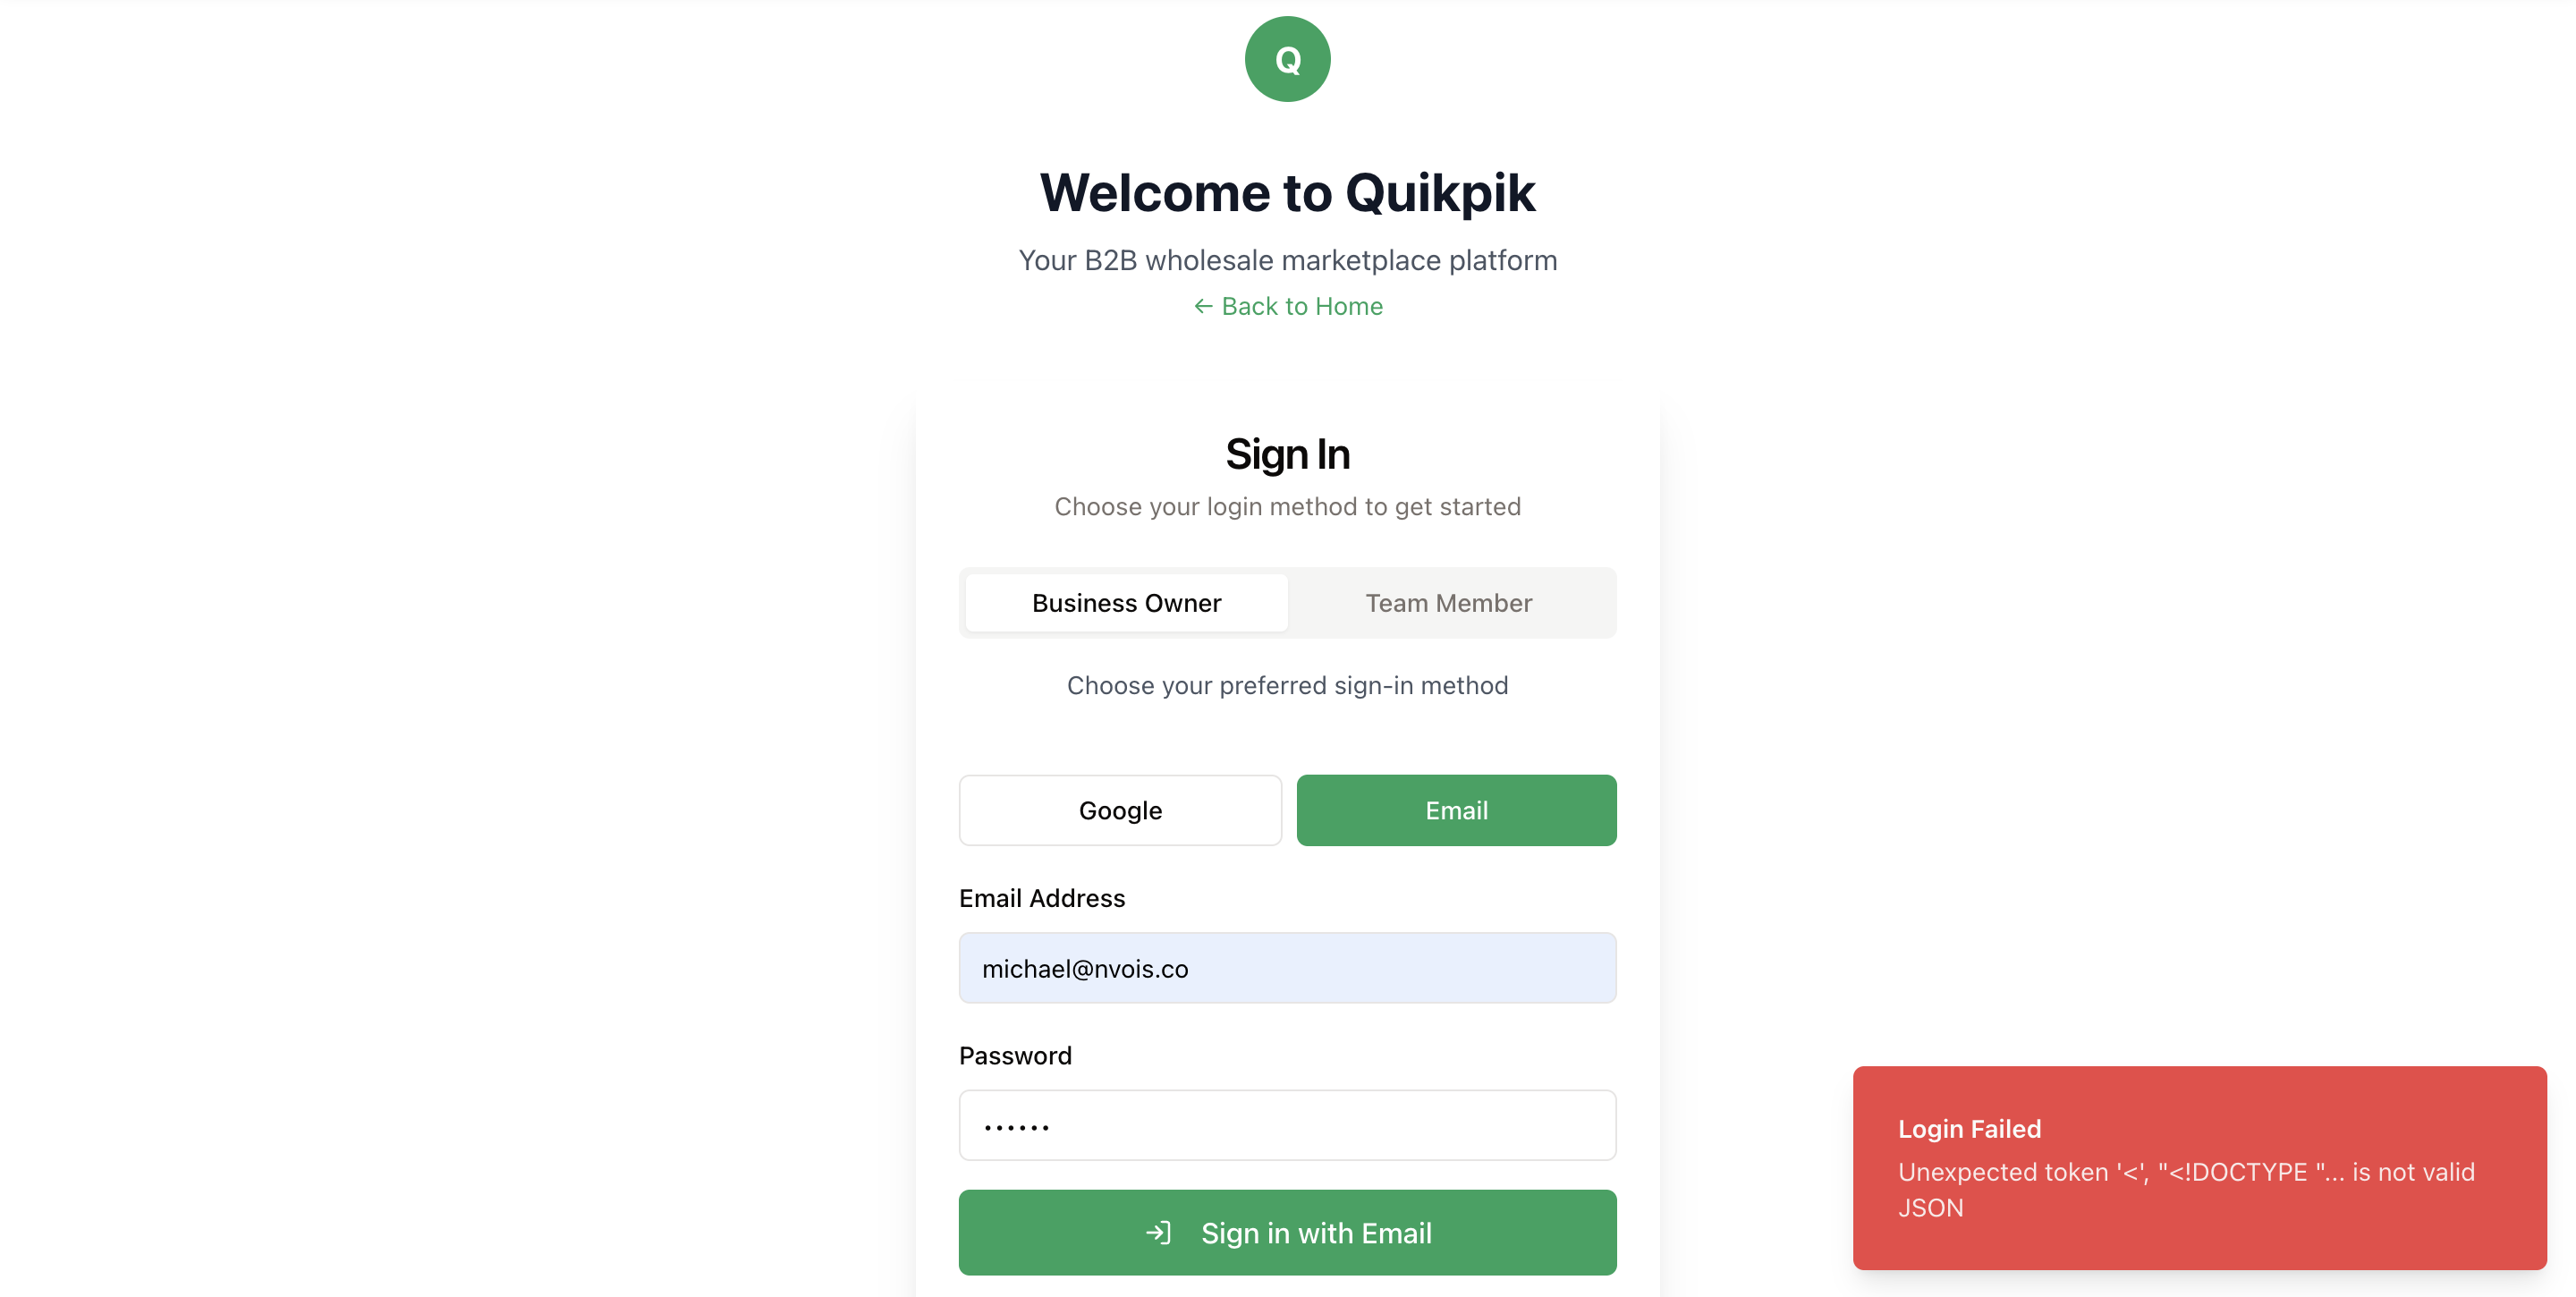 Q
Welcome to Quikpik
Your B2B wholesale marketplace platform
← Back to Home
Sign In
Choose your login method to get started
Business Owner
Team Member
Choose your preferred sign-in method
Google
Email
Email Address
michael@nvois.co
Password
••••••
Sign in with Email
Login Failed
Unexpected token '<', "<!DOCTYPE "... is not valid
JSON